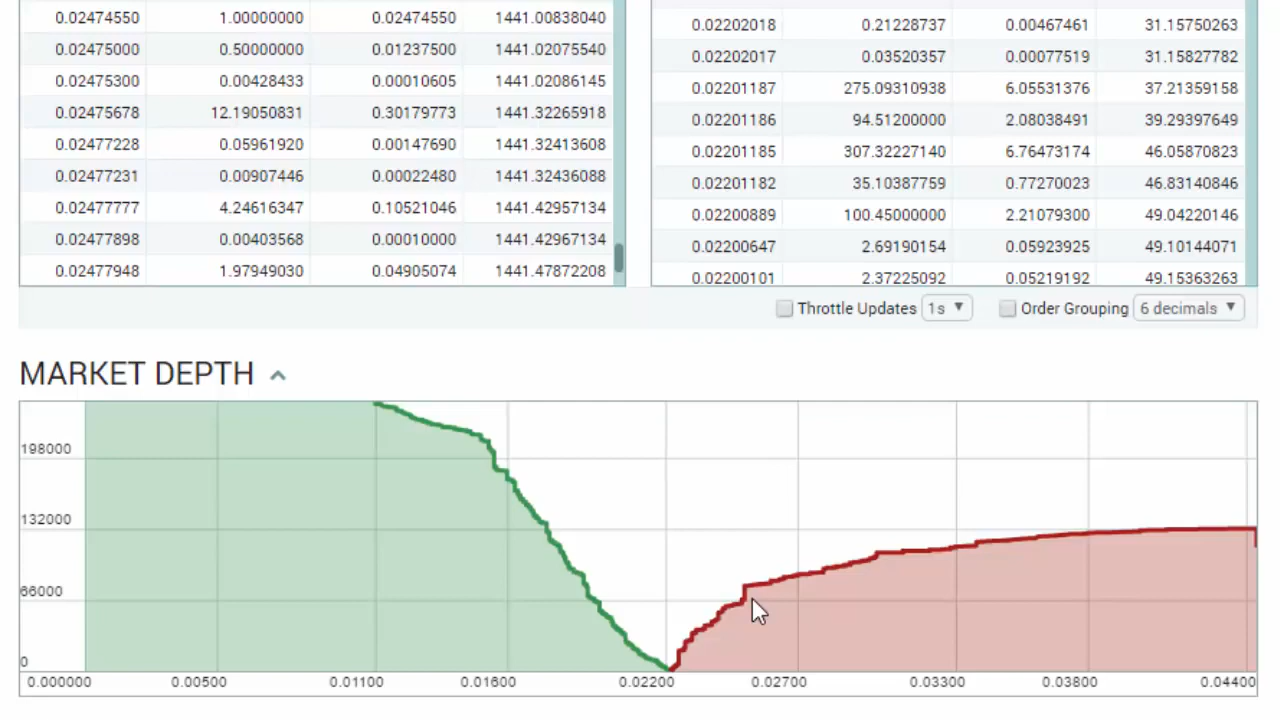 0.02474550 1.00000000 0.02474550 1441.00838040
0.02475000 0.50000000 0.01237500 1441.02075540
0.02475300 0.00428433 0.00010605 1441.02086145
0.02475678 12.19050831 0.30179773 1441.32265918
0.02477228 0.05961920 0.00147690 1441.32413608
0.02477231 0.00907446 0.00022480 1441.32436088
0.02477777 4.24616347 0.10521046 1441.42957134
0.02477898 0.00403568 0.00010000 1441.42967134
0.02477948 1.97949030 0.04905074 1441.47872208
0.02202018 0.21228737 0.00467461 31.15750263
0.02202017 0.03520357 0.00077519 31.15827782
0.02201187 275.09310938 6.05531376 37.21359158
0.02201186 94.51200000 2.08038491 39.29397649
0.02201185 307.32227140 6.76473174 46.05870823
0.02201182 35.10387759 0.77270023 46.83140846
0.02200889 100.45000000 2.21079300 49.04220146
0.02200647 2.69190154 0.05923925 49.10144071
0.02200101 2.37225092 0.05219192 49.15363263
Throttle Updates 1s Order Grouping 6 decimals
MARKET DEPTH
198000
132000
66000
0
0.000000 0.00500 0.01100 0.01600 0.02200 0.02700 0.03300 0.03800 0.04400